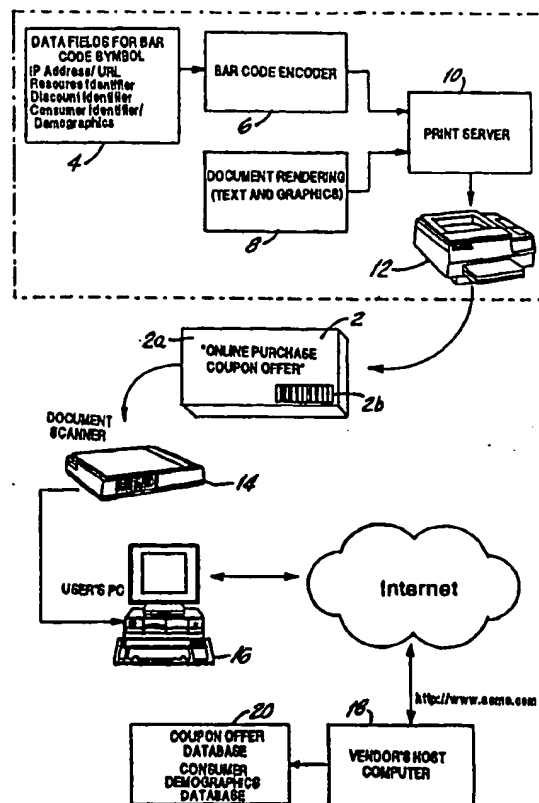 DATA FIELDS FOR BAR
CODE SYMBOL
IP Address/ URL
Resource Identifier
Discount Identifier
Consumer Identifier/
Demographics
4
BAR CODE ENCODER
6
10
PRINT SERVER
DOCUMENT RENDERING
(TEXT AND GRAPHICS)
8
12
2a
2
"ONLINE PURCHASE
COUPON OFFER"
2b
DOCUMENT
SCANNER
14
USER'S PC
16
Internet
http://www.acme.com
20
COUPON OFFER
DATABASE
CONSUMER
DEMOGRAPHICS
DATABASE
18
VENDOR'S HOST
COMPUTER